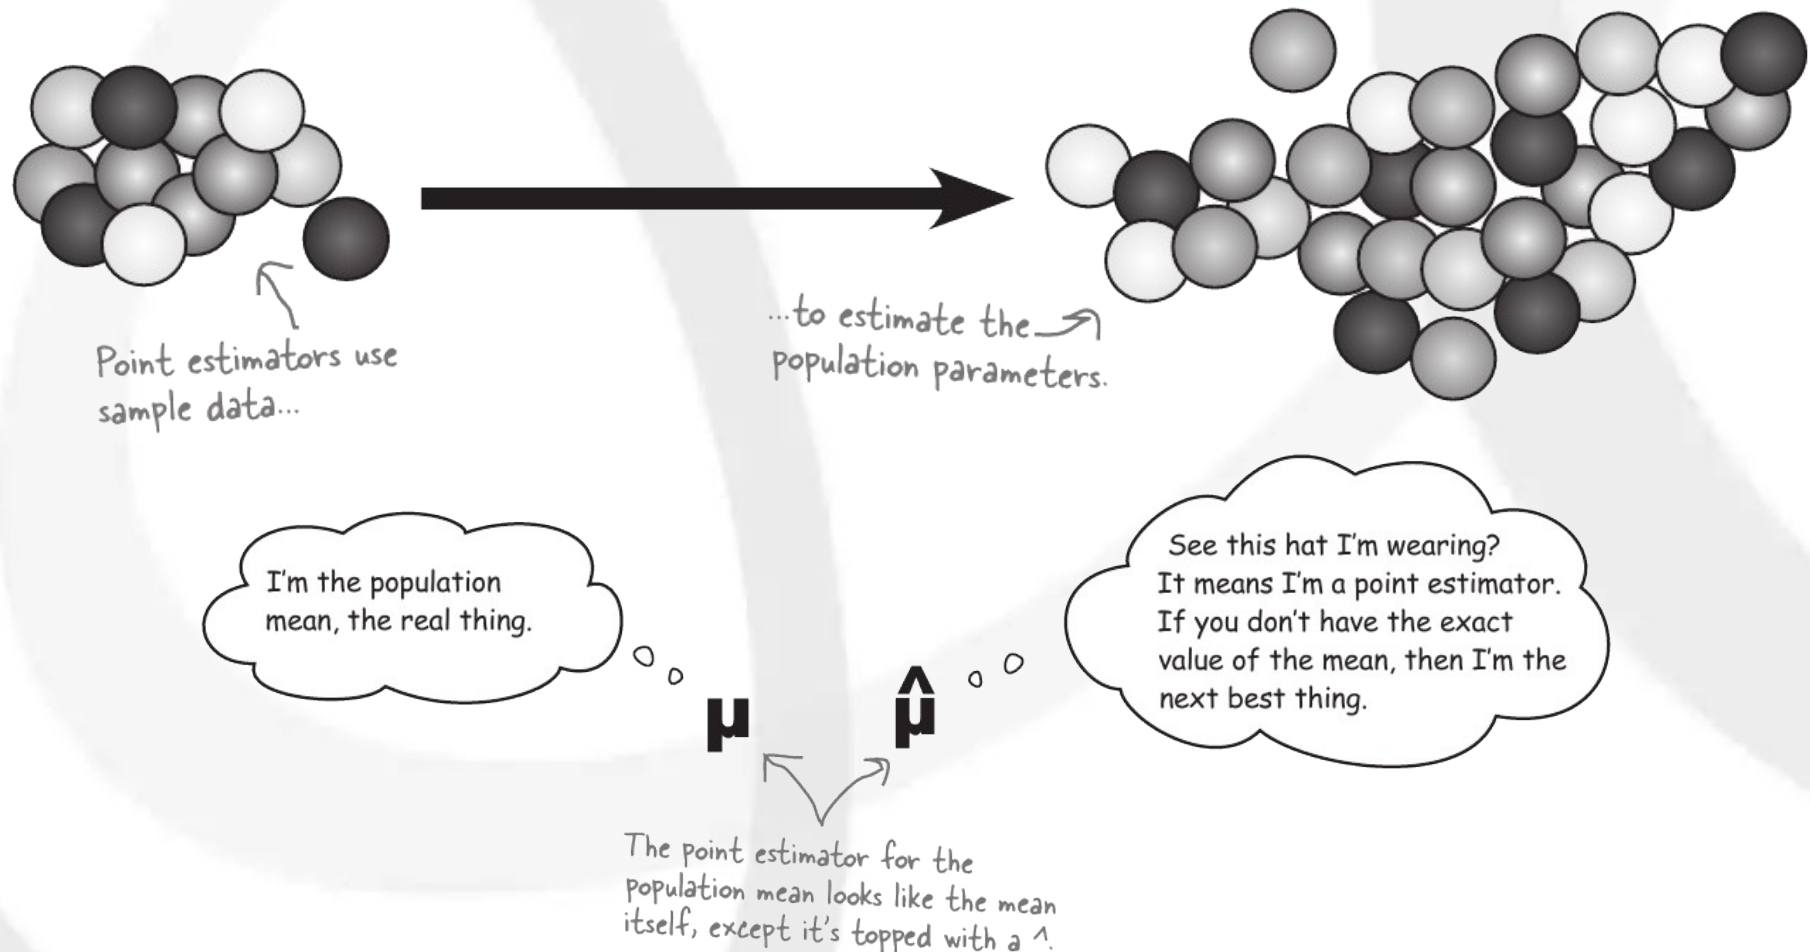 Point estimators use
sample data...
...to estimate the
population parameters.
I'm the population
mean, the real thing.
See this hat I'm wearing?
It means I'm a point estimator.
If you don't have the exact
value of the mean, then I'm the
next best thing.
μ
μ̂
The point estimator for the
population mean looks like the mean
itself, except it's topped with a ^.